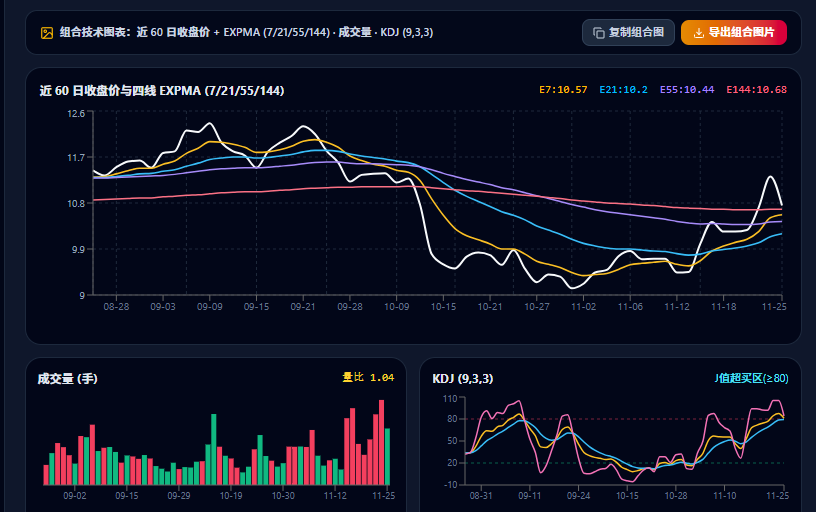 组合技术图表：近 60 日收盘价 + EXPMA (7/21/55/144) · 成交量 · KDJ (9,3,3)
复制组合图
导出组合图片
近 60 日收盘价与四线 EXPMA (7/21/55/144)
E7:10.57 E21:10.2 E55:10.44 E144:10.68
12.6
11.7
10.8
9.9
9
08-28 09-03 09-09 09-15 09-21 09-28 10-09 10-15 10-21 10-27 11-02 11-06 11-12 11-18 11-25
成交量 (手)
量比 1.04
09-02 09-15 09-29 10-19 10-30 11-12 11-25
KDJ (9,3,3)
J值超买区(≥80)
110
80
50
20
-10
08-31 09-11 09-24 10-15 10-28 11-10 11-25